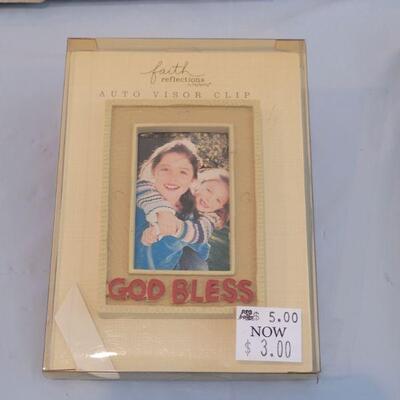 faith
reflections
AUTO VISOR CLIP
GOD BLESS
5.00
NOW
$ 3.00